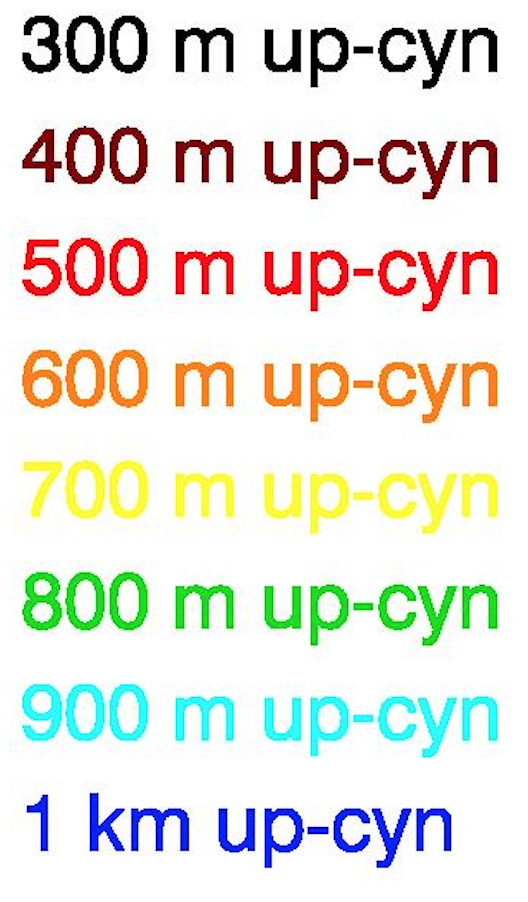 300 m up-cyn
400 m up-cyn
500 m up-cyn
600 m up-cyn
700 m up-cyn
800 m up-cyn
900 m up-cyn
1 km up-cyn